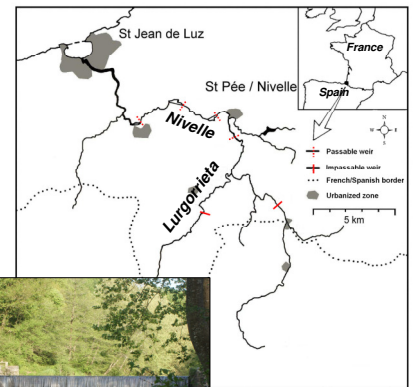 St Jean de Luz
France
Spain
St Pée / Nivelle
Nivelle
Lurgorrieta
N
W
E
S
Passable weir
Impassable weir
French/Spanish border
Urbanized zone
5 km